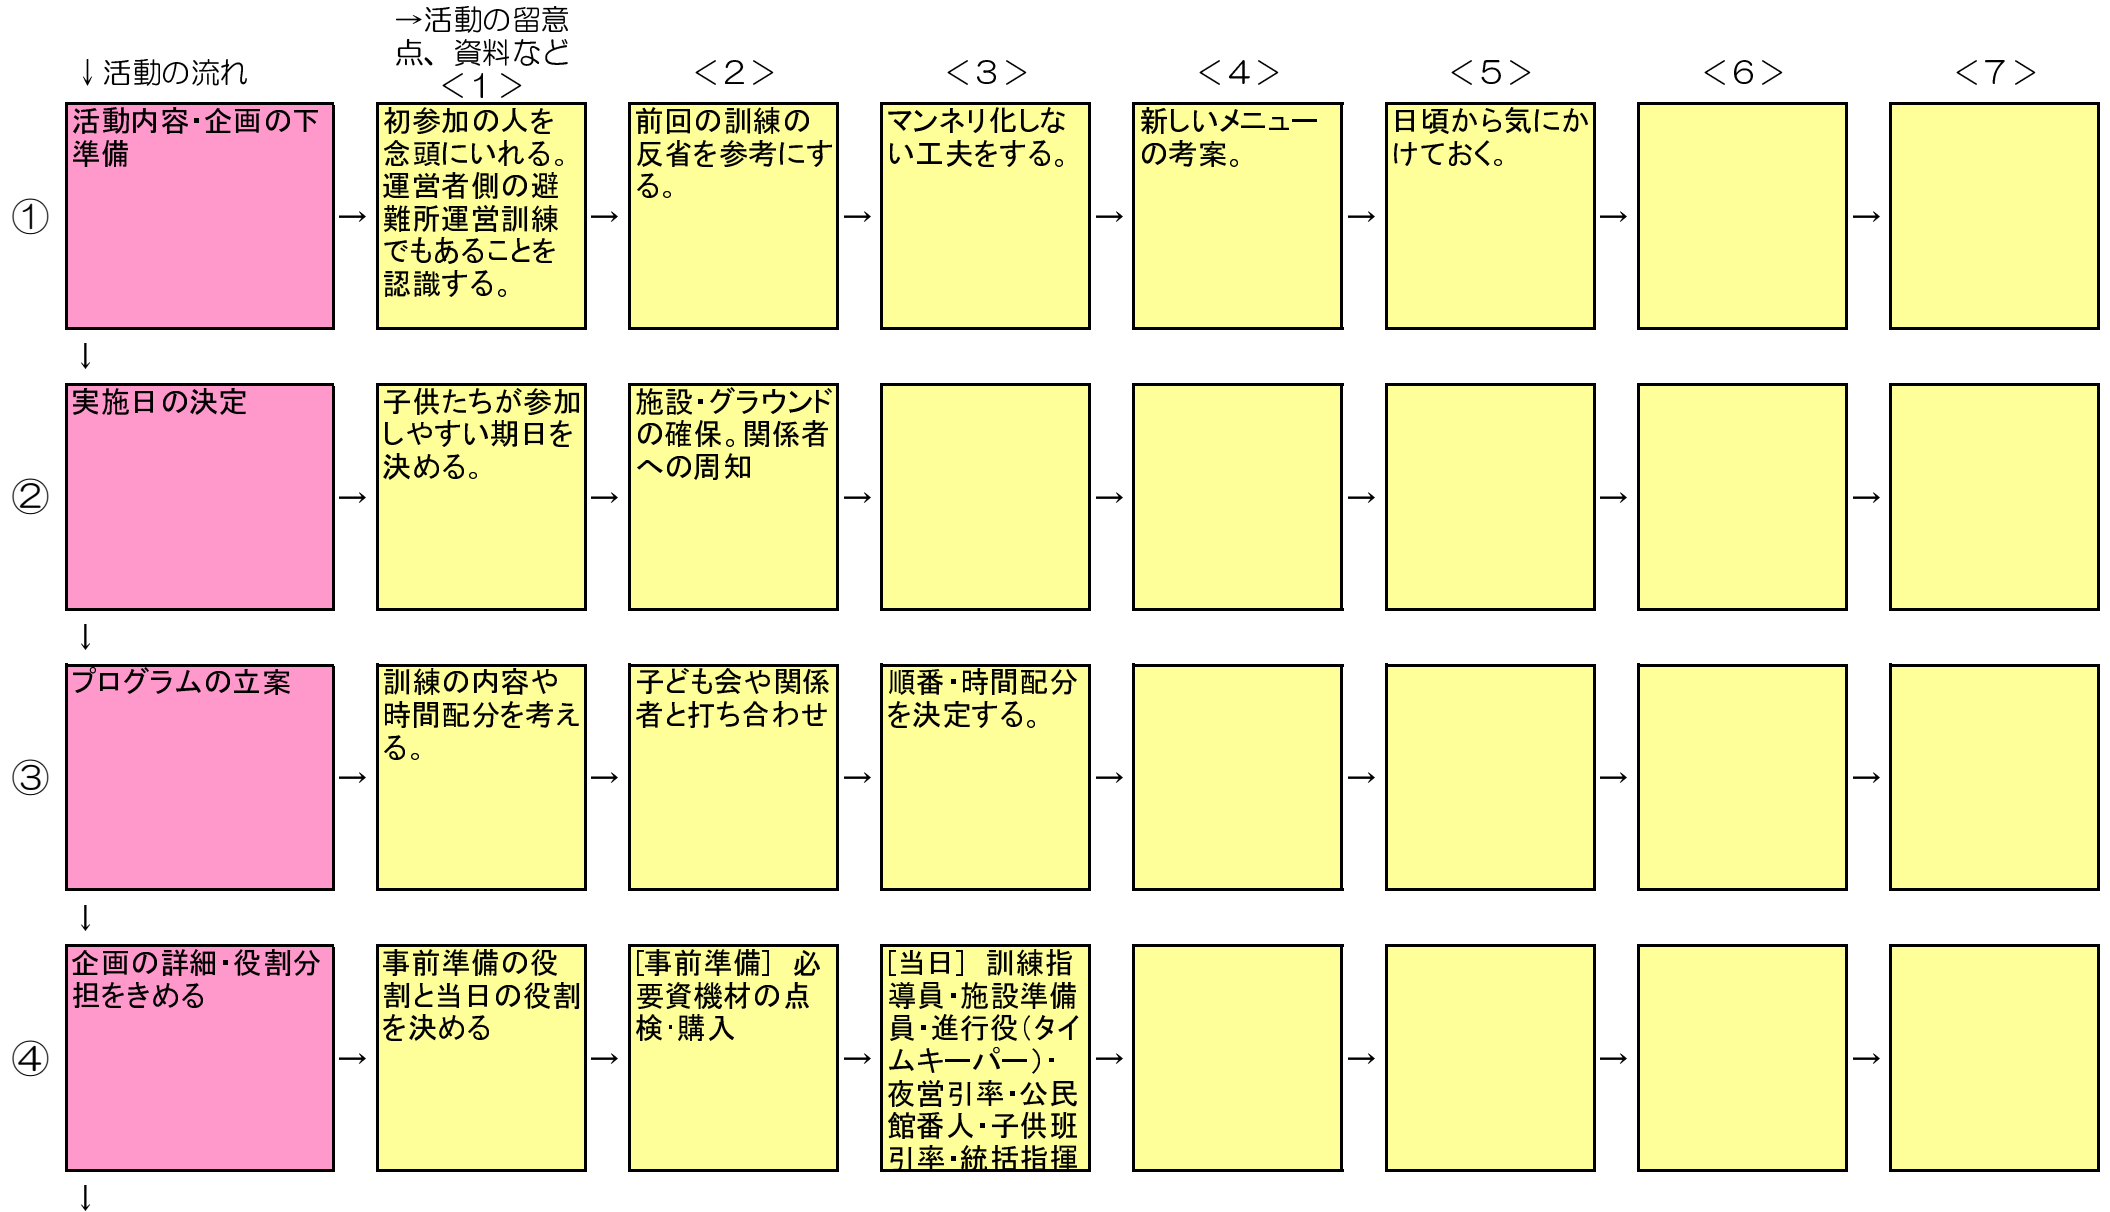 →活動の留意
点、資料など
↓活動の流れ
＜1＞
＜2＞
＜3＞
＜4＞
＜5＞
＜6＞
＜7＞
①
活動内容・企画の下
準備
→
初参加の人を
念頭にいれる。
運営者側の避
難所運営訓練
でもあることを
認識する。
→
前回の訓練の
反省を参考にす
る。
→
マンネリ化しな
い工夫をする。
→
新しいメニュー
の考案。
→
日頃から気にか
けておく。
→
→
↓
②
実施日の決定
→
子供たちが参加
しやすい期日を
決める。
→
施設・グラウンド
の確保。関係者
への周知
→
→
→
→
→
↓
③
プログラムの立案
→
訓練の内容や
時間配分を考え
る。
→
子ども会や関係
者と打ち合わせ
→
順番・時間配分
を決定する。
→
→
→
→
↓
④
企画の詳細・役割分
担をきめる
→
事前準備の役
割と当日の役割
を決める
→
[事前準備] 必
要資機材の点
検・購入
→
[当日] 訓練指
導員・施設準備
員・進行役（タイ
ムキーパー）・
夜営引率・公民
館番人・子供班
引率・統括指揮
→
→
→
→
↓